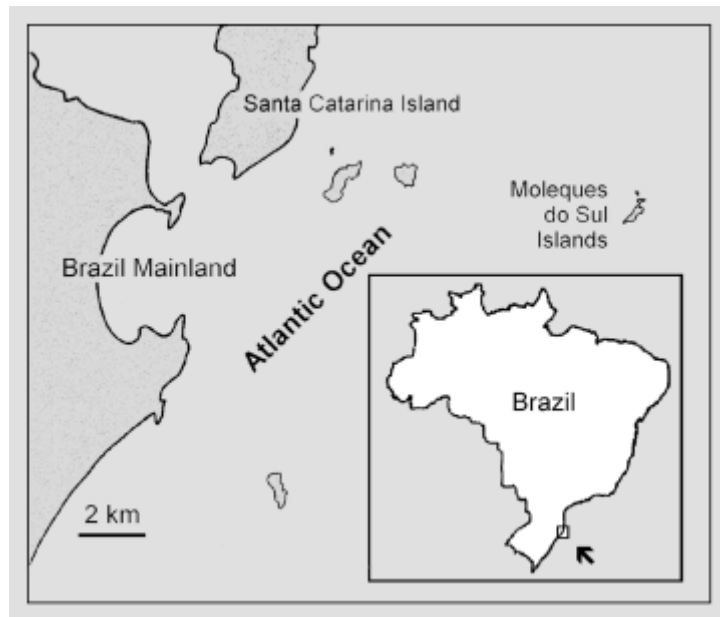 Santa Catarina Island
Moleques
do Sul
Islands
Brazil Mainland
Atlantic Ocean
Brazil
2 km